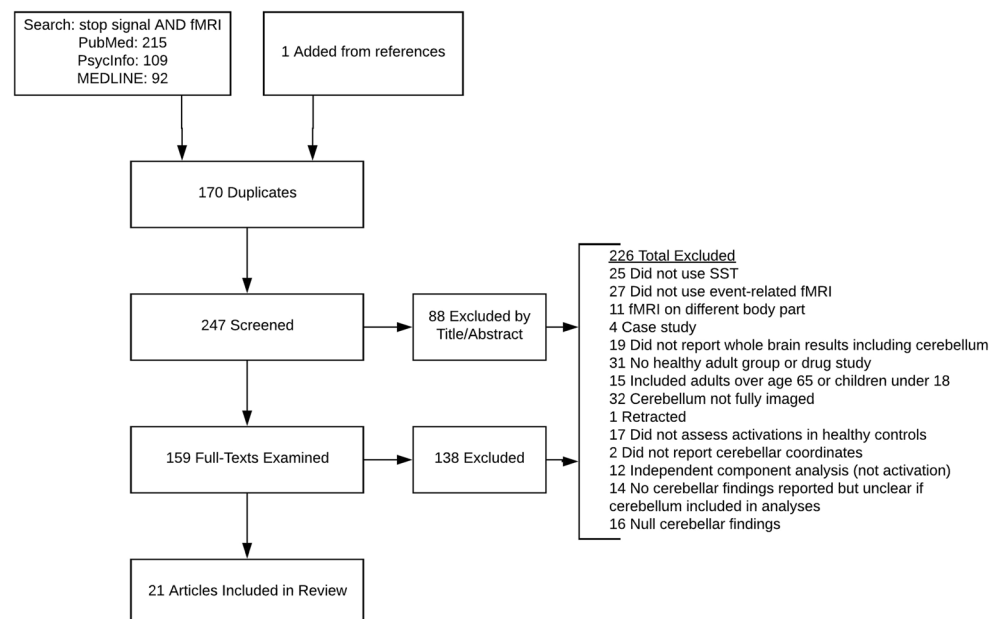 Search: stop signal AND fMRI
PubMed: 215
PsycInfo: 109
MEDLINE: 92
1 Added from references
170 Duplicates
247 Screened
88 Excluded by
Title/Abstract
159 Full-Texts Examined
138 Excluded
21 Articles Included in Review
226 Total Excluded
25 Did not use SST
27 Did not use event-related fMRI
11 fMRI on different body part
4 Case study
19 Did not report whole brain results including cerebellum
31 No healthy adult group or drug study
15 Included adults over age 65 or children under 18
32 Cerebellum not fully imaged
1 Retracted
17 Did not assess activations in healthy controls
2 Did not report cerebellar coordinates
12 Independent component analysis (not activation)
14 No cerebellar findings reported but unclear if
cerebellum included in analyses
16 Null cerebellar findings